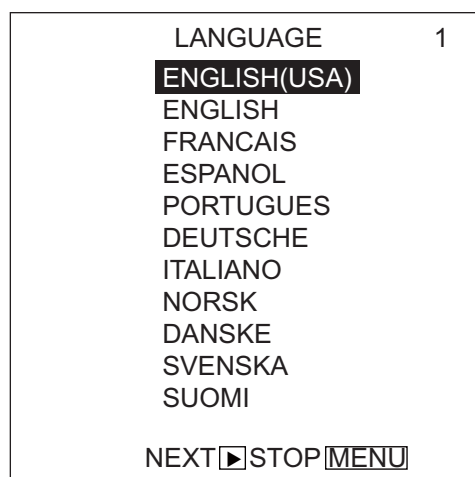 LANGUAGE 1
ENGLISH(USA)
ENGLISH
FRANCAIS
ESPANOL
PORTUGUES
DEUTSCHE
ITALIANO
NORSK
DANSKE
SVENSKA
SUOMI
NEXT▶STOP MENU